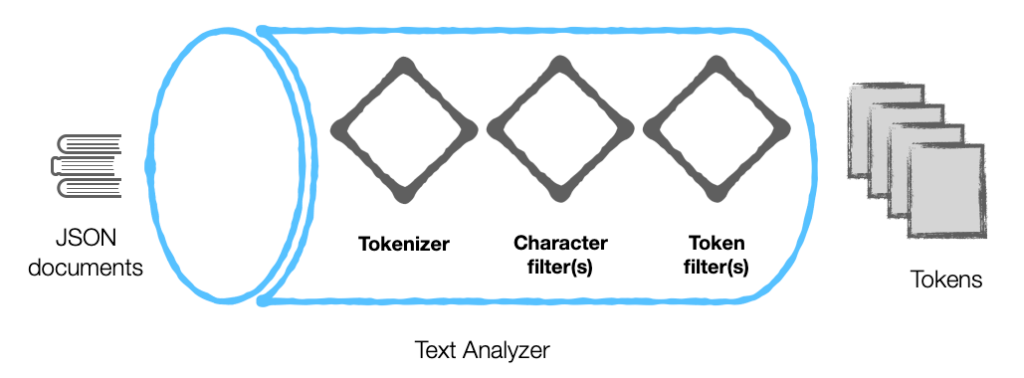 JSON
documents
Tokenizer
Character
filter(s)
Token
filter(s)
Tokens
Text Analyzer